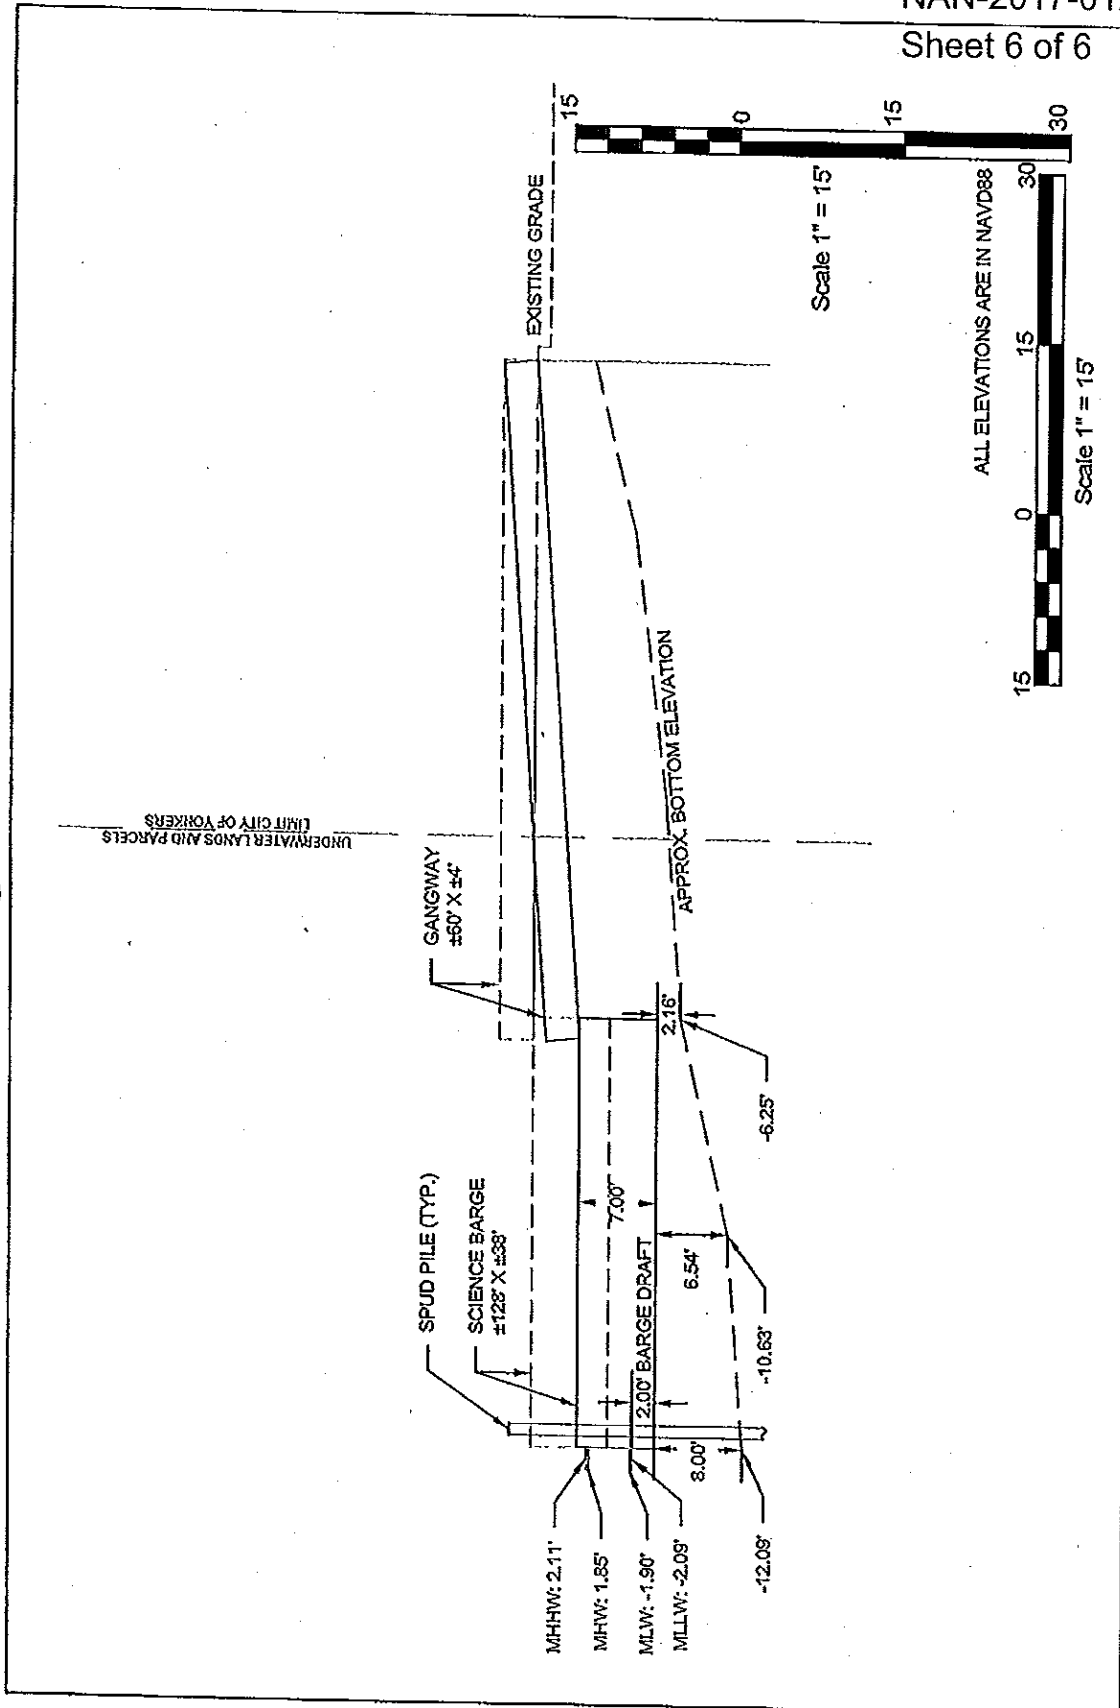 NAN-2017-01
Sheet 6 of 6
UNDERWATER LANDS AND PARCELS
LIMIT CITY OF YONKERS
GANGWAY
±60' X ±4'
SPUD PILE (TYP.)
SCIENCE BARGE
±128' X ±38'
EXISTING GRADE
MHHW: 2.11'
MHW: 1.85'
MLW: -1.90'
MLLW: -2.09'
7.00'
2.00' BARGE DRAFT
2.16'
6.54'
8.00'
-6.25'
-10.63'
-12.09'
APPROX. BOTTOM ELEVATION
15
0
15
30
Scale 1" = 15'
ALL ELEVATIONS ARE IN NAVD88
15
0
15
30
Scale 1" = 15'